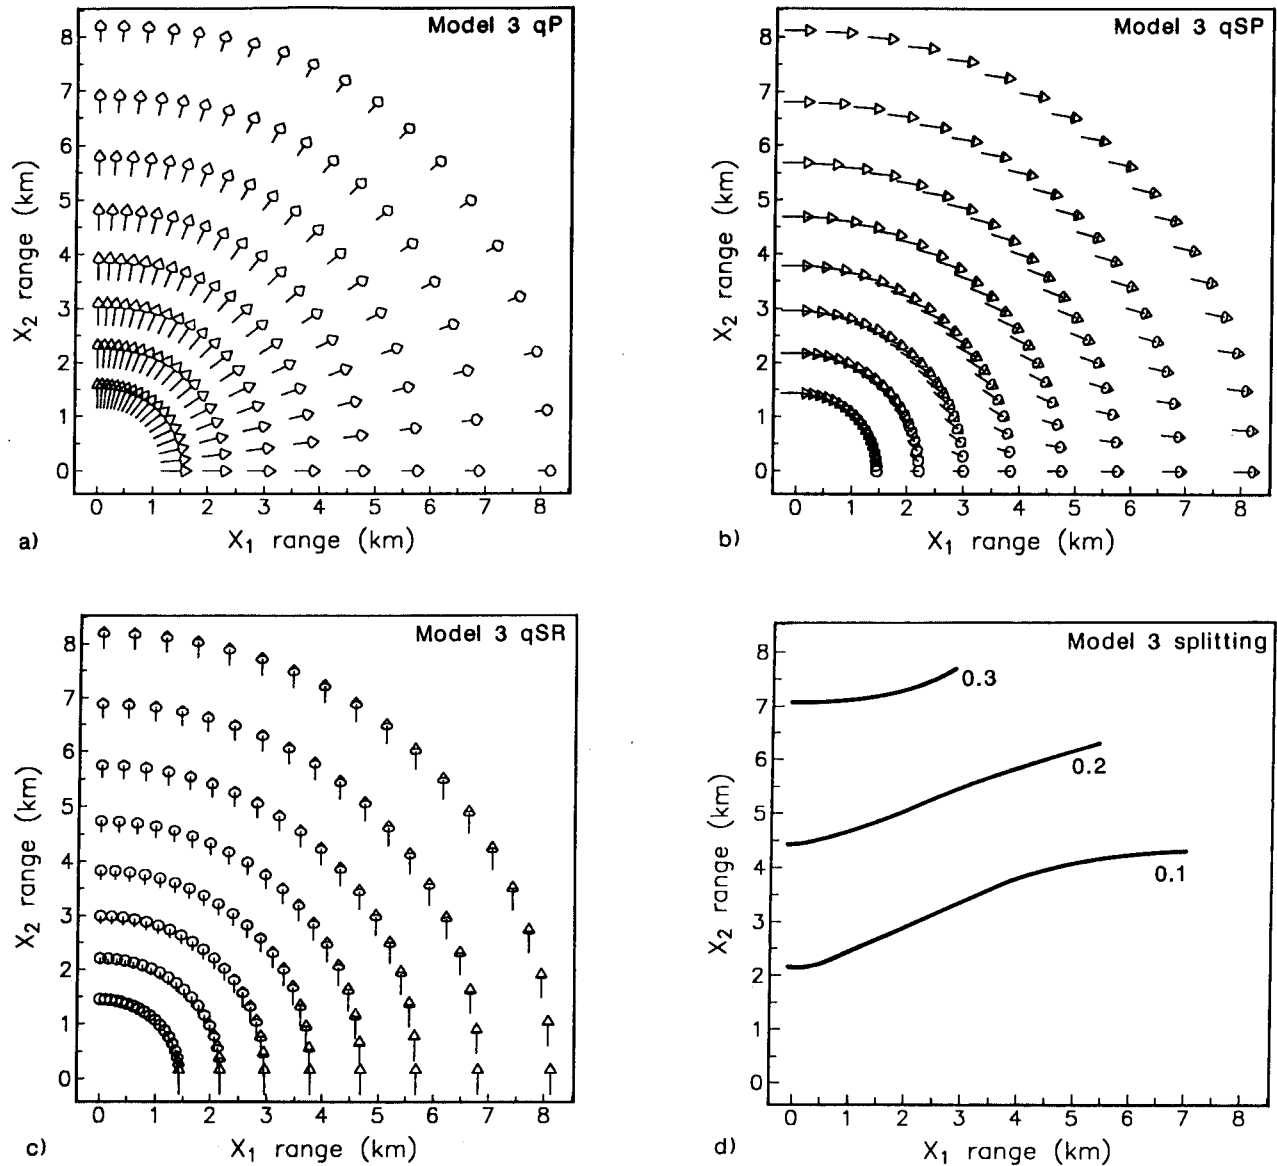 Model 3 qP
8
7
6
5
4
3
2
1
0
X₂ range (km)
0 1 2 3 4 5 6 7 8
X₁ range (km)
a)
Model 3 qSP
8
7
6
5
4
3
2
1
0
X₂ range (km)
0 1 2 3 4 5 6 7 8
X₁ range (km)
b)
Model 3 qSR
8
7
6
5
4
3
2
1
0
X₂ range (km)
0 1 2 3 4 5 6 7 8
X₁ range (km)
c)
Model 3 splitting
8
7
6
5
4
3
2
1
0
0.3
0.2
0.1
X₂ range (km)
0 1 2 3 4 5 6 7 8
X₁ range (km)
d)